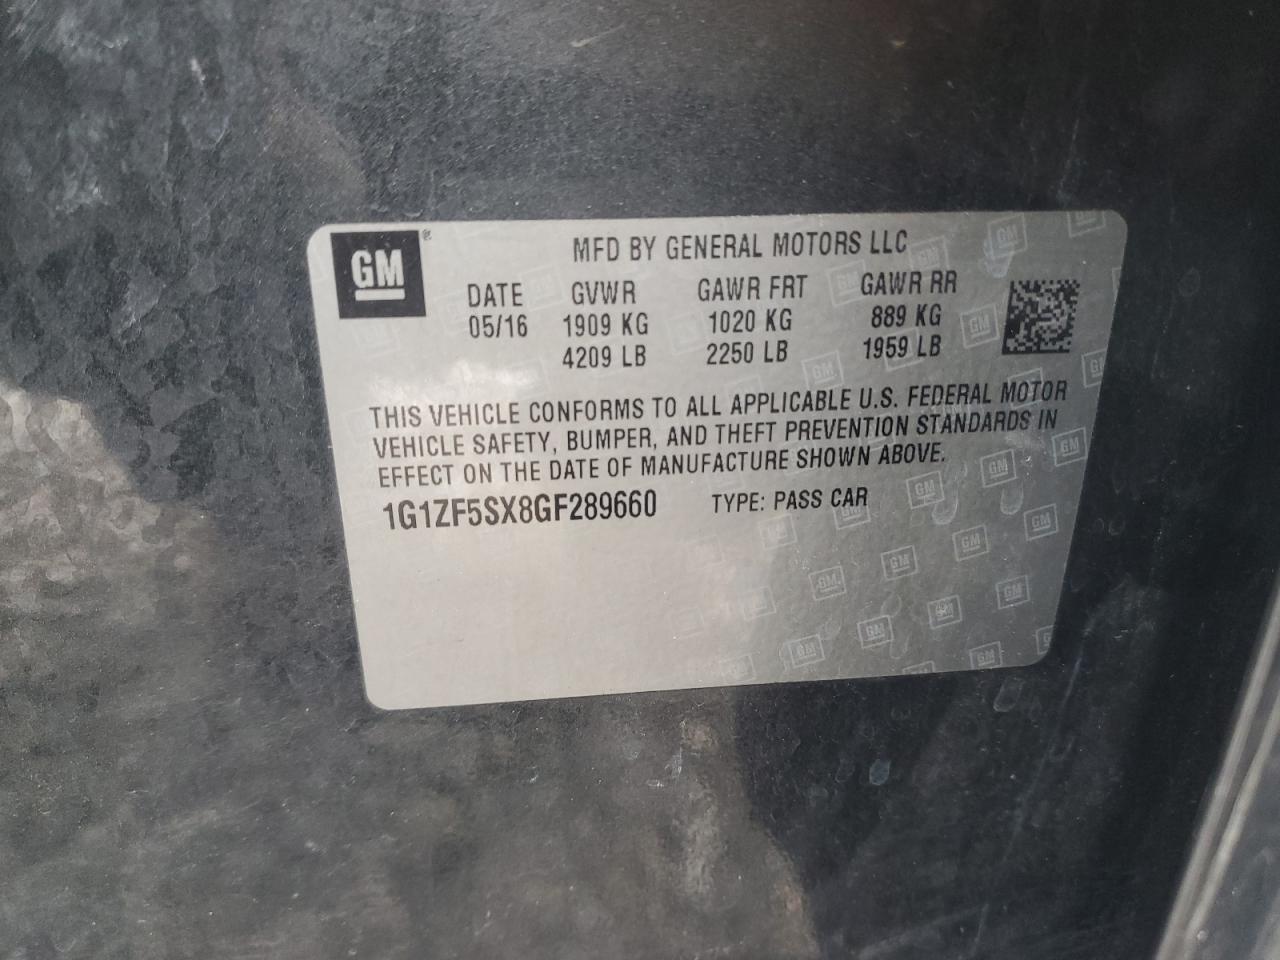 GM ®
MFD BY GENERAL MOTORS LLC
DATE GVWR GAWR FRT GAWR RR
05/16 1909 KG 1020 KG 889 KG
4209 LB 2250 LB 1959 LB
THIS VEHICLE CONFORMS TO ALL APPLICABLE U.S. FEDERAL MOTOR
VEHICLE SAFETY, BUMPER, AND THEFT PREVENTION STANDARDS IN
EFFECT ON THE DATE OF MANUFACTURE SHOWN ABOVE.
1G1ZF5SX8GF289660 TYPE: PASS CAR